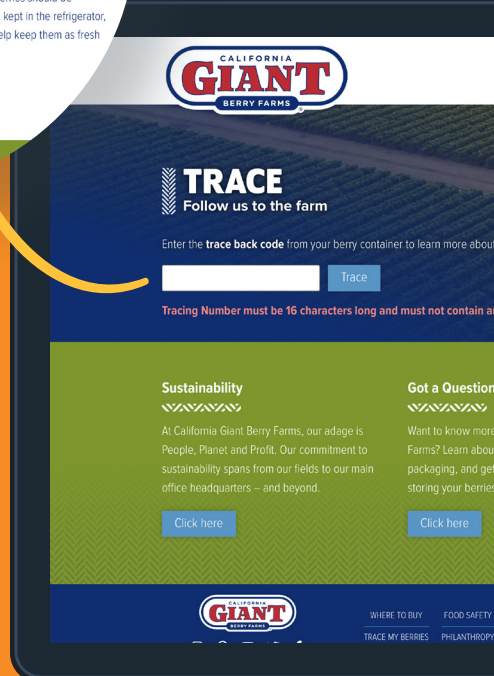 kept in the refrigerator,
keep them as fresh
CALIFORNIA
GIANT
BERRY FARMS
TRACE
Follow us to the farm
Enter the trace back code from your berry container to learn more about
Trace
Tracing Number must be 16 characters long and must not contain
Sustainability
Got a Question
At California Giant Berry Farms, our adage is
People, Planet and Profit. Our commitment to
sustainability spans from our fields to our main
office headquarters – and beyond.
Want to know more
Farms? Learn about
packaging, and get
storing your berries
Click here
Click here
CALIFORNIA
GIANT
BERRY FARMS
WHERE TO BUY
FOOD SAFETY
TRACE MY BERRIES
PHILANTHROPY